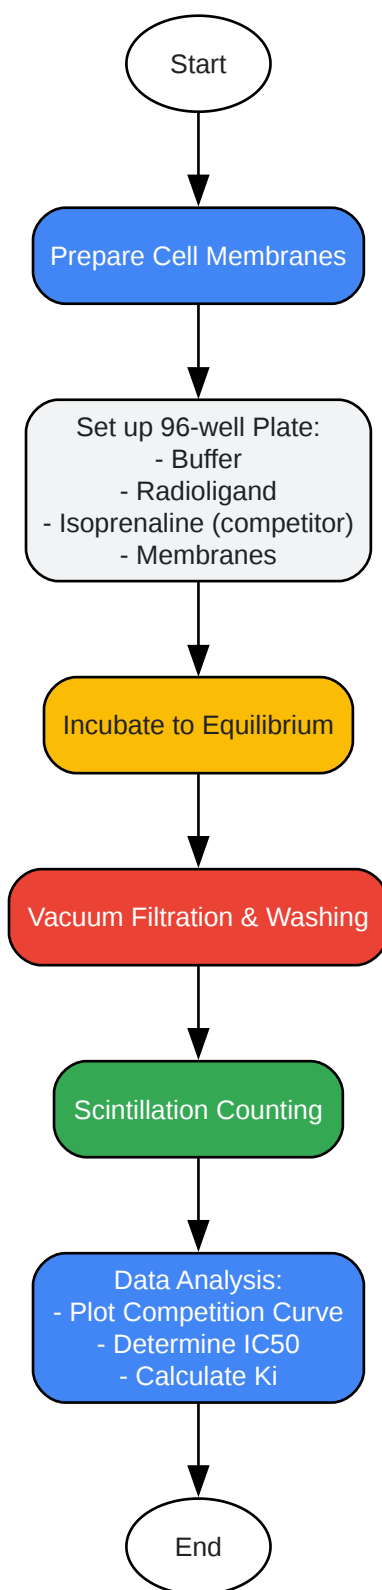 Start
Prepare Cell Membranes
Set up 96-well Plate:
- Buffer
- Radioligand
- Isoprenaline (competitor)
- Membranes
Incubate to Equilibrium
Vacuum Filtration & Washing
Scintillation Counting
Data Analysis:
- Plot Competition Curve
- Determine IC50
- Calculate Ki
End